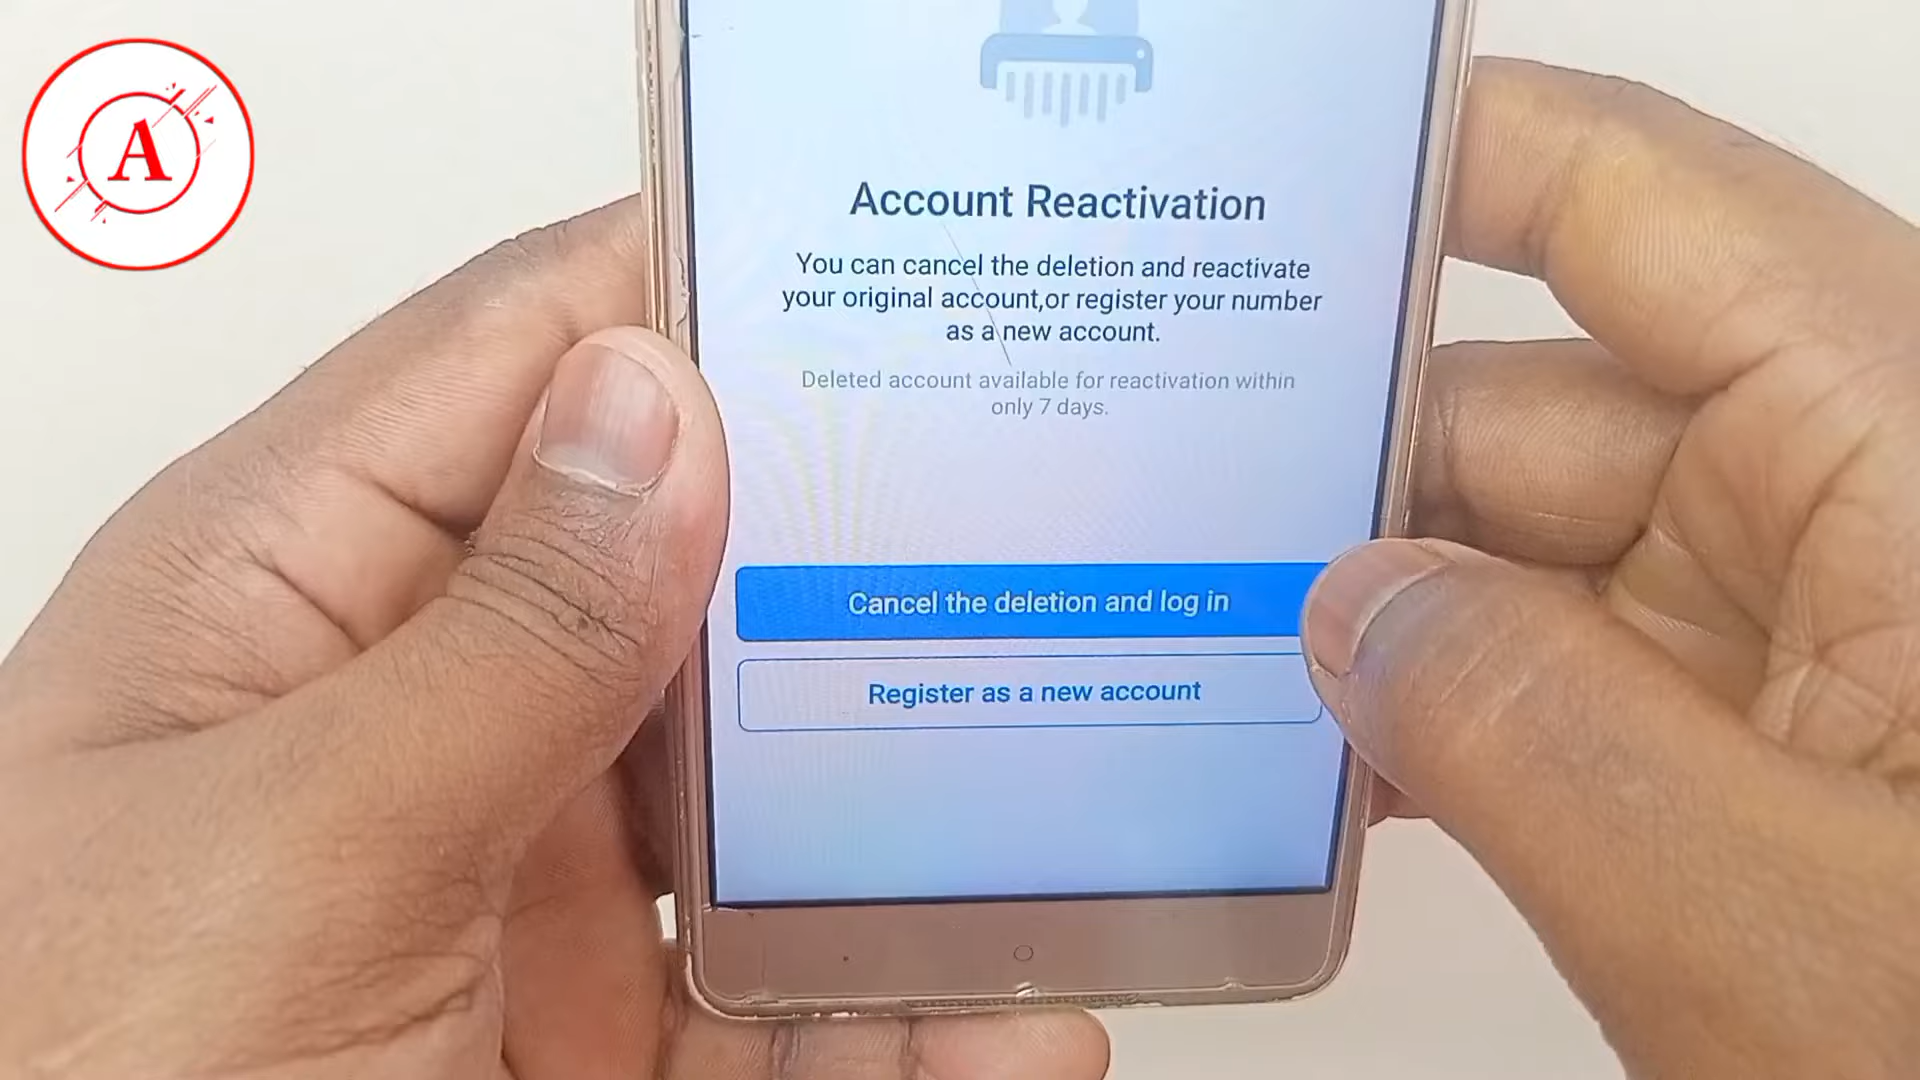 A
Account Reactivation
You can cancel the deletion and reactivate
your original account,or register your number
as a new account.
Deleted account available for reactivation within
only 7 days.
Cancel the deletion and log in
Register as a new account